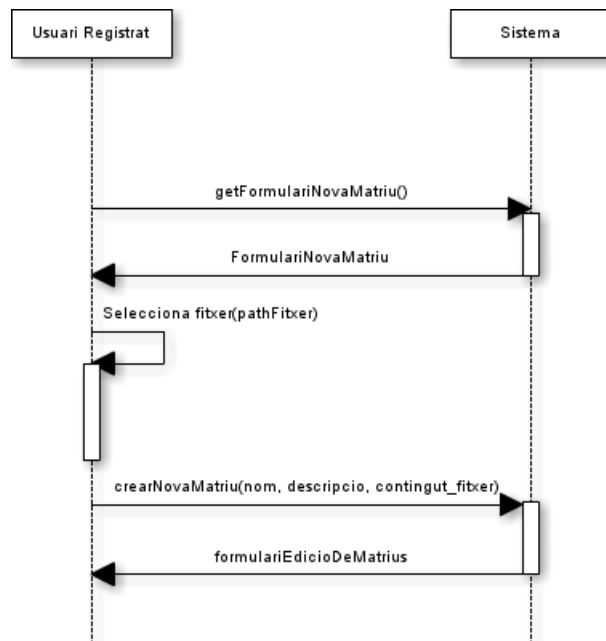 Usuari Registrat
Sistema
getFormulariNovaMatriu()
FormulariNovaMatriu
Selecciona fitxer(pathFitxer)
crearNovaMatriu(nom, descripcio, contingut_fitxer)
formulariEdicioDeMatrius